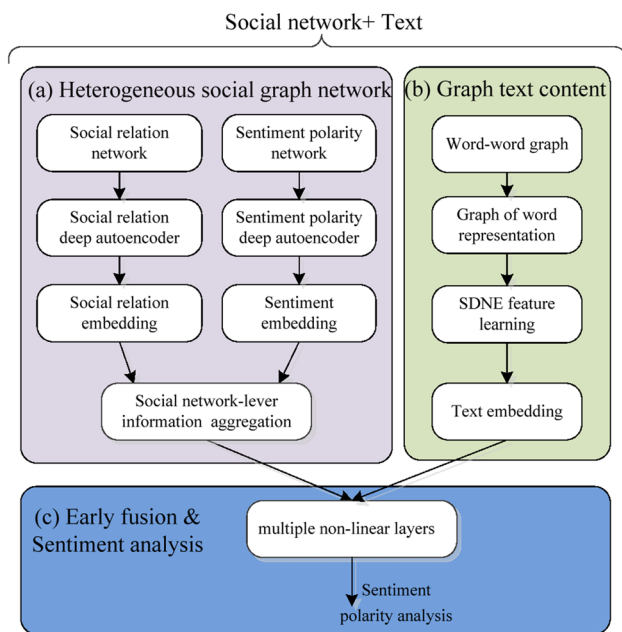 Social network+ Text
(a) Heterogeneous social graph network
Social relation
network
Sentiment polarity
network
Social relation
deep autoencoder
Sentiment polarity
deep autoencoder
Social relation
embedding
Sentiment
embedding
Social network-lever
information aggregation
(b) Graph text content
Word-word graph
Graph of word
representation
SDNE feature
learning
Text embedding
(c) Early fusion &
Sentiment analysis
multiple non-linear layers
Sentiment
polarity analysis